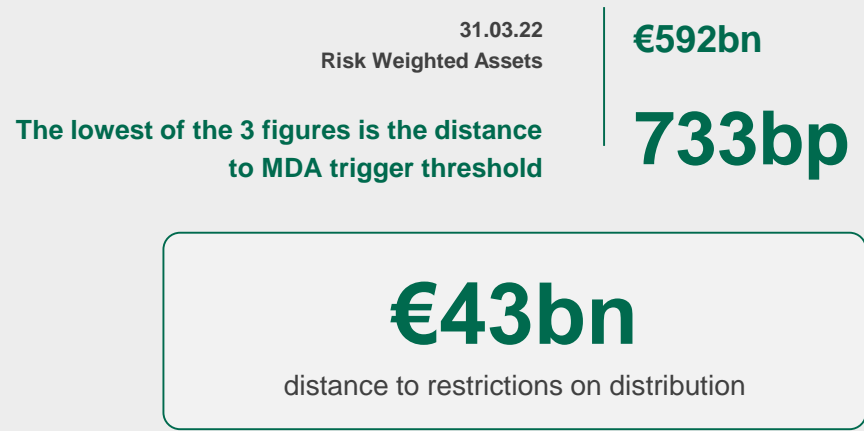 31.03.22
Risk Weighted Assets
€592bn
The lowest of the 3 figures is the distance
to MDA trigger threshold
733bp
€43bn
distance to restrictions on distribution